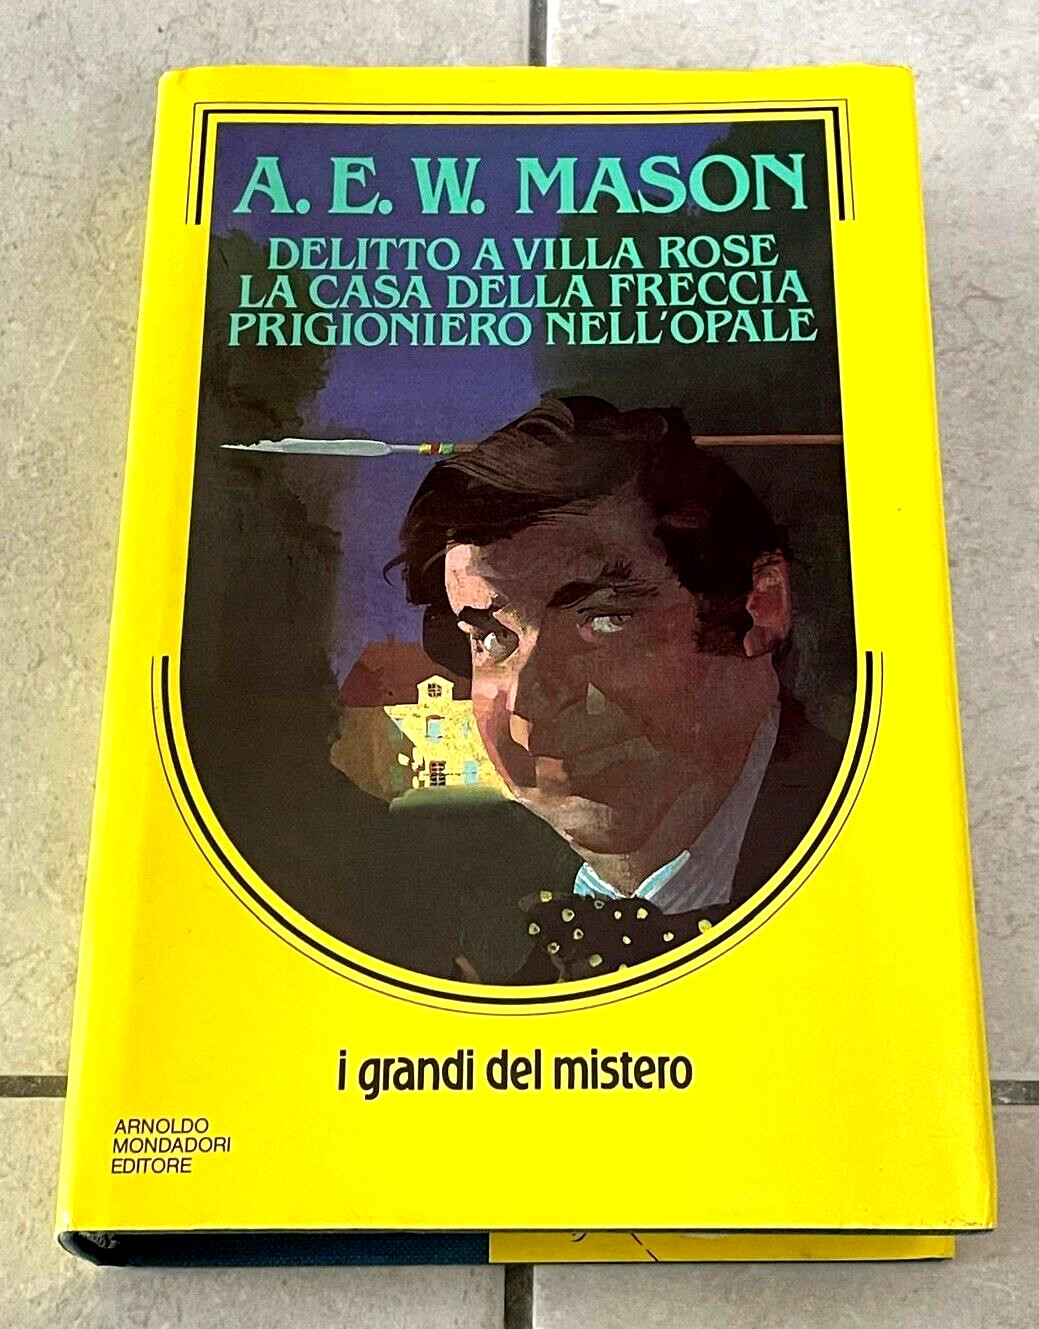 A. E. W. MASON
DELITTO A VILLA ROSE
LA CASA DELLA FRECCIA
PRIGIONIERO NELL'OPALE
i grandi del mistero
ARNOLDO
MONDADORI
EDITORE